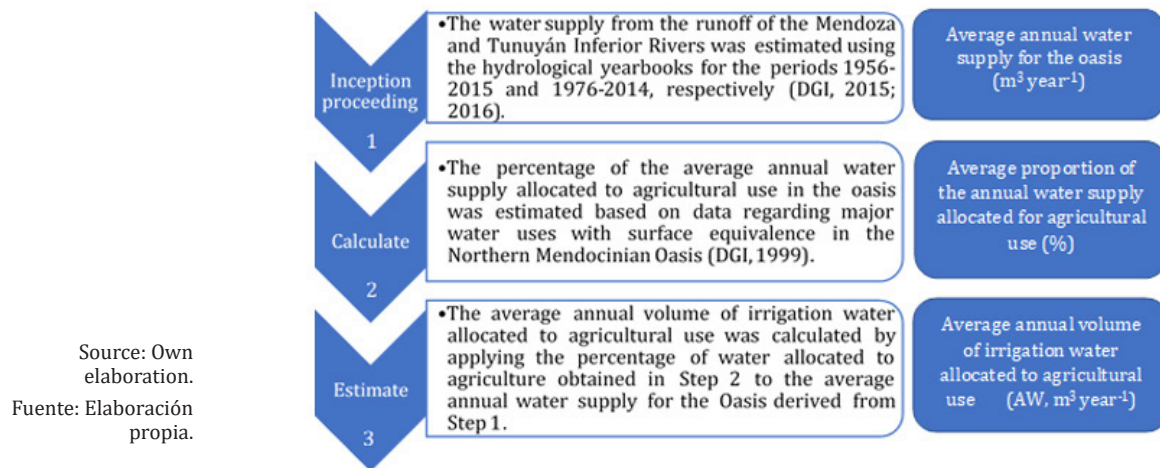 Inception
proceeding
1
•The water supply from the runoff of the Mendoza
and Tunuyán Inferior Rivers was estimated using
the hydrological yearbooks for the periods 1956-
2015 and 1976-2014, respectively (DGI, 2015;
2016).
Average annual water
supply for the oasis
(m³ year⁻¹)
Calculate
2
•The percentage of the average annual water
supply allocated to agricultural use in the oasis
was estimated based on data regarding major
water uses with surface equivalence in the
Northern Mendocinian Oasis (DGI, 1999).
Average proportion of
the annual water supply
allocated for agricultural
use (%)
Estimate
3
•The average annual volume of irrigation water
allocated to agricultural use was calculated by
applying the percentage of water allocated to
agriculture obtained in Step 2 to the average
annual water supply for the Oasis derived from
Step 1.
Average annual volume
of irrigation water
allocated to agricultural
use (AW, m³ year⁻¹)
Source: Own
elaboration.
Fuente: Elaboración
propia.